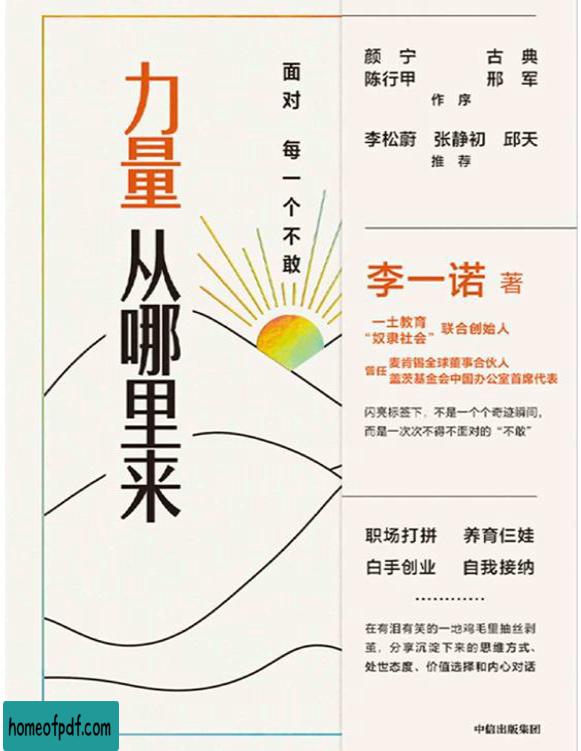 力量从哪里来
面对 每一个不敢
颜宁 古典
陈行甲 邢军
作序
李松蔚 张静初 邱天
推荐
李一诺 著
一土教育
“奴隶社会” 联合创始人
曾任 麦肯锡全球董事合伙人
盖茨基金会中国办公室首席代表
闪亮标签下，不是一个个奇迹瞬间，
而是一次次不得不面对的“不敢”
职场打拼 养育仨娃
白手创业 自我接纳
在有泪有笑的一地鸡毛里抽丝剥
茧，分享沉淀下来的思维方式、
处世态度、价值选择和内心对话
中信出版集团
homeofpdf.com